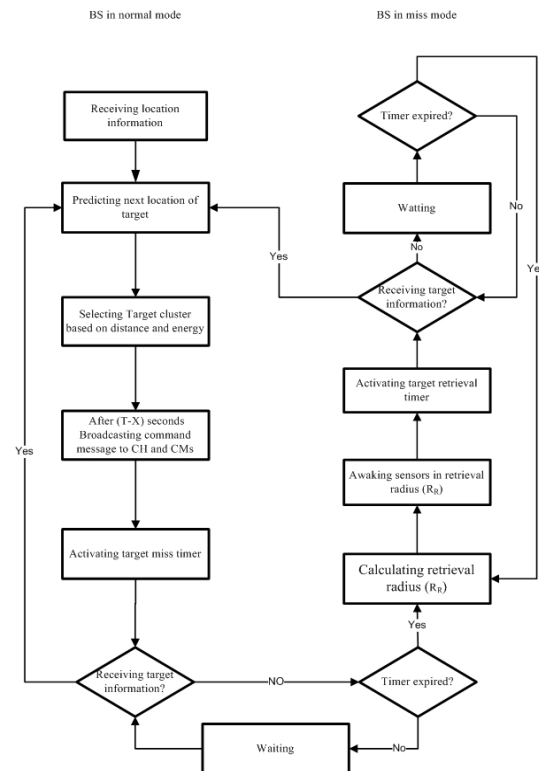 BS in normal mode
BS in miss mode
Receiving location
information
Predicting next location of
target
Selecting Target cluster
based on distance and energy
After (T-X) seconds
Broadcasting command
message to CH and CMs
Activating target miss timer
Receiving target
information?
Yes
NO
Waiting
No
Timer expired?
Yes
Calculating retrieval
radius (RR)
Awaking sensors in retrieval
radius (RR)
Activating target retrieval
timer
Receiving target
information?
Yes
No
Watting
Timer expired?
No
Ye